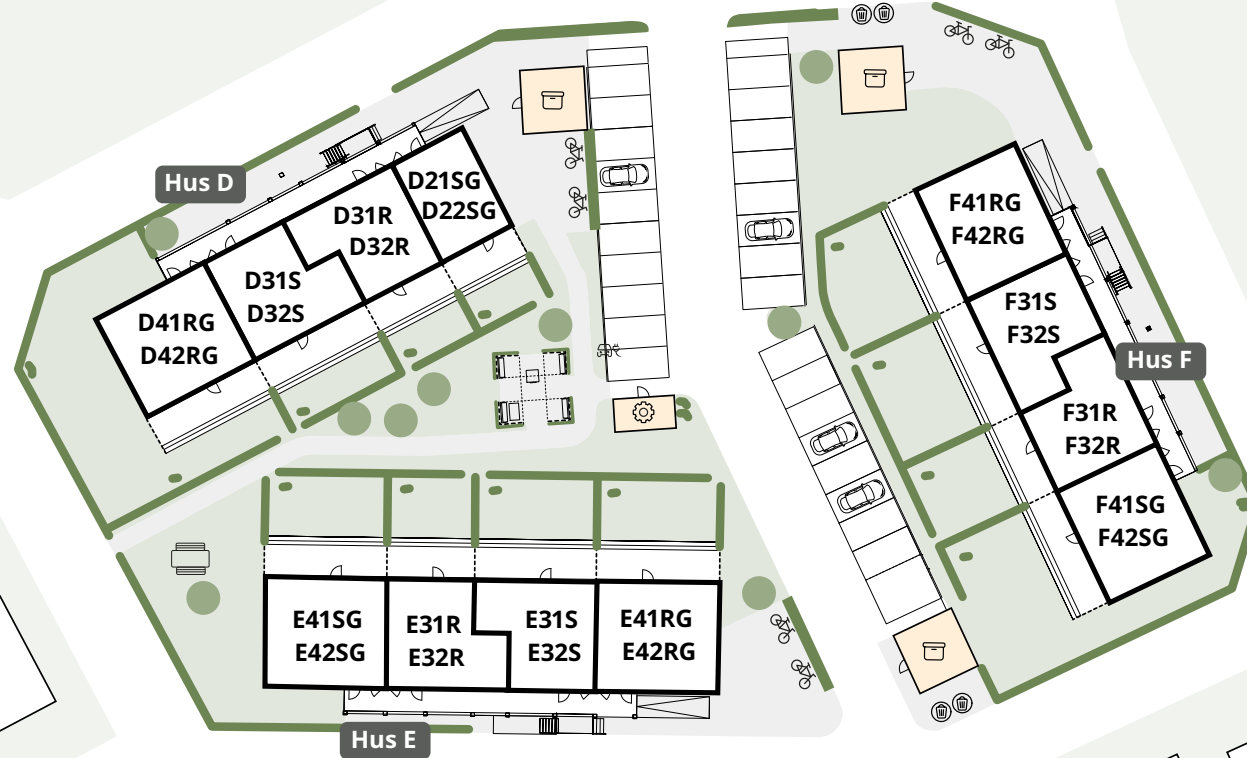 Hus D
D21SG
D22SG
D31R
D32R
D31S
D32S
D41RG
D42RG
F41RG
F42RG
F31S
F32S
Hus F
F31R
F32R
F41SG
F42SG
E41SG
E42SG
E31R
E32R
E31S
E32S
E41RG
E42RG
Hus E